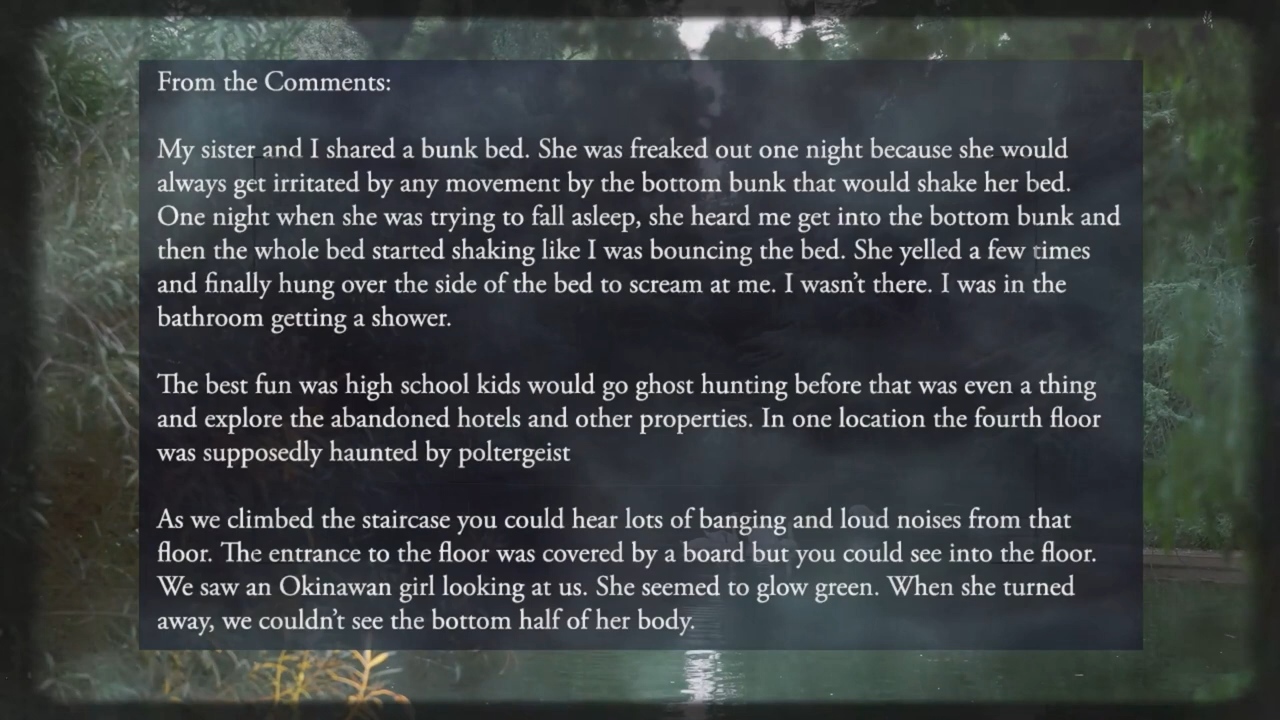 From the Comments:
My sister and I shared a bunk bed. She was freaked out one night because she would
always get irritated by any movement by the bottom bunk that would shake her bed.
One night when she was trying to fall asleep, she heard me get into the bottom bunk and
then the whole bed started shaking like I was bouncing the bed. She yelled a few times
and finally hung over the side of the bed to scream at me. I wasn’t there. I was in the
bathroom getting a shower.
The best fun was high school kids would go ghost hunting before that was even a thing
and explore the abandoned hotels and other properties. In one location the fourth floor
was supposedly haunted by poltergeist
As we climbed the staircase you could hear lots of banging and loud noises from that
floor. The entrance to the floor was covered by a board but you could see into the floor.
We saw an Okinawan girl looking at us. She seemed to glow green. When she turned
away, we couldn’t see the bottom half of her body.